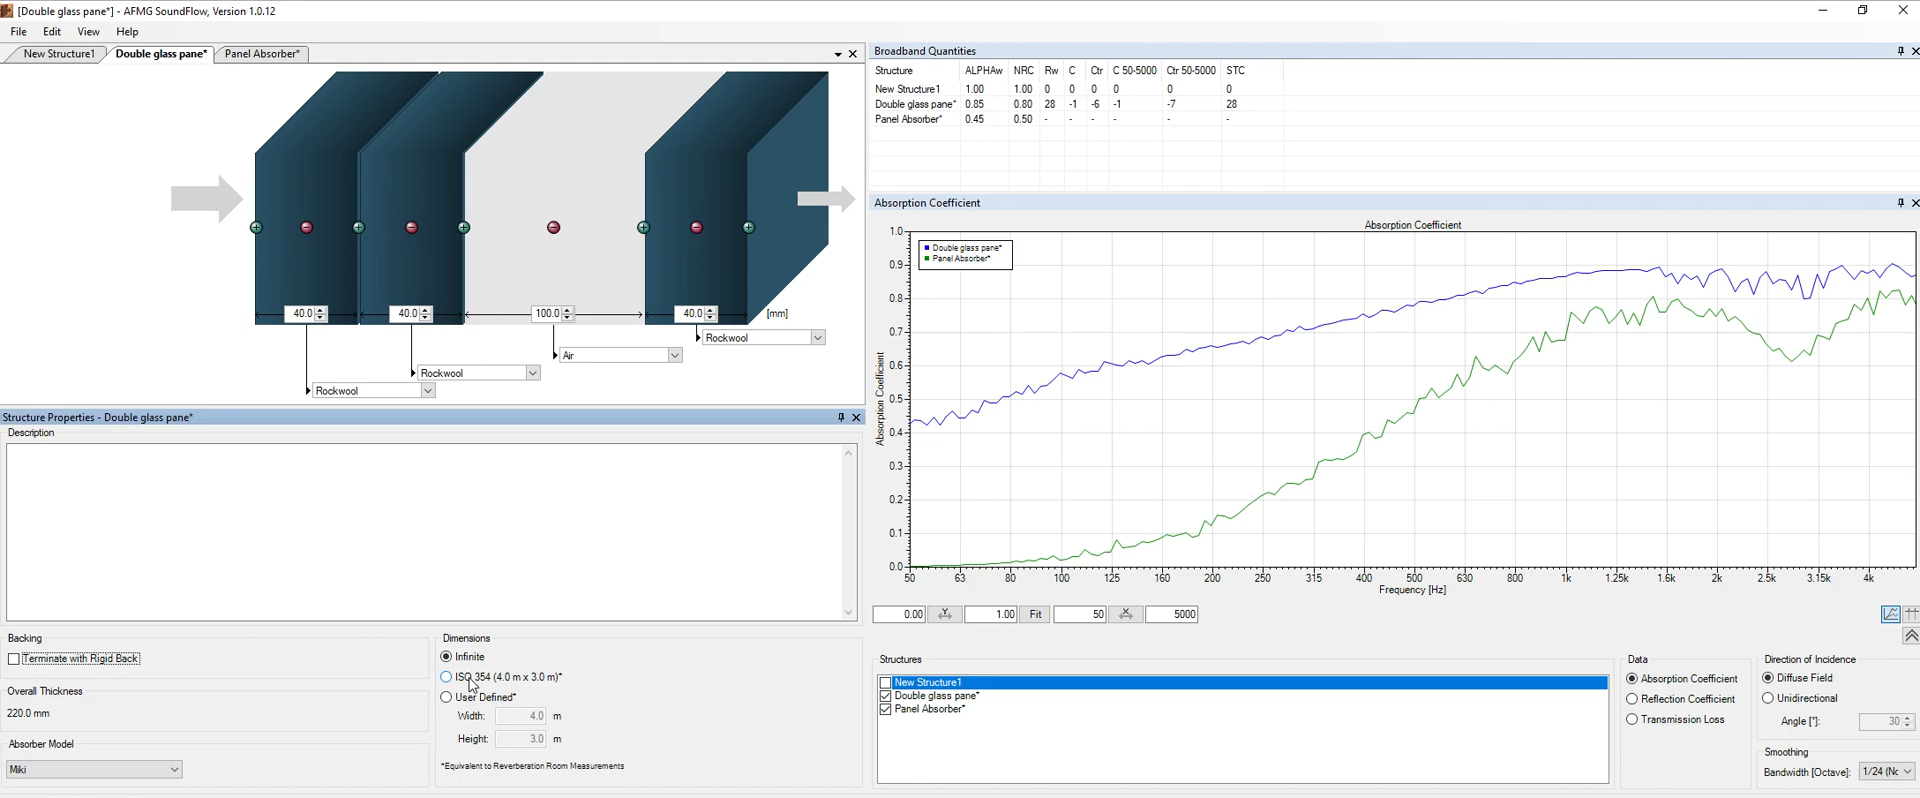 [Double glass pane*] - AFMG SoundFlow, Version 1.0.12
File Edit View Help
New Structure1 Double glass pane* Panel Absorber*
40.0 40.0 100.0 40.0 [mm]
Rockwool
Air
Rockwool
Rockwool
Structure Properties - Double glass pane*
Description
Backing
Terminate with Rigid Back
Overall Thickness
220.0 mm
Absorber Model
Miki
Dimensions
Infinite
ISO 354 (4.0 m x 3.0 m)*
User Defined*
Width: 4.0 m
Height: 3.0 m
*Equivalent to Reverberation Room Measurements
Broadband Quantities
Structure ALPHAw NRC Rw C Ctr C 50-5000 Ctr 50-5000 STC
New Structure1 1.00 1.00 0 0 0 0 0 0
Double glass pane* 0.85 0.80 28 -1 -6 -1 -7 28
Panel Absorber* 0.45 0.50 - - - - - -
Absorption Coefficient
Absorption Coefficient
Double glass pane*
Panel Absorber*
1.0
0.9
0.8
0.7
0.6
0.5
0.4
0.3
0.2
0.1
0.0
Absorption Coefficient
50 63 80 100 125 160 200 250 315 400 500 630 800 1k 1.25k 1.6k 2k 2.5k 3.15k 4k
Frequency [Hz]
0.00 Y 1.00 Fit 50 X 5000
Structures
New Structure1
Double glass pane*
Panel Absorber*
Data
Absorption Coefficient
Reflection Coefficient
Transmission Loss
Direction of Incidence
Diffuse Field
Unidirectional
Angle [°]: 30
Smoothing
Bandwidth [Octave]: 1/24 (Nc